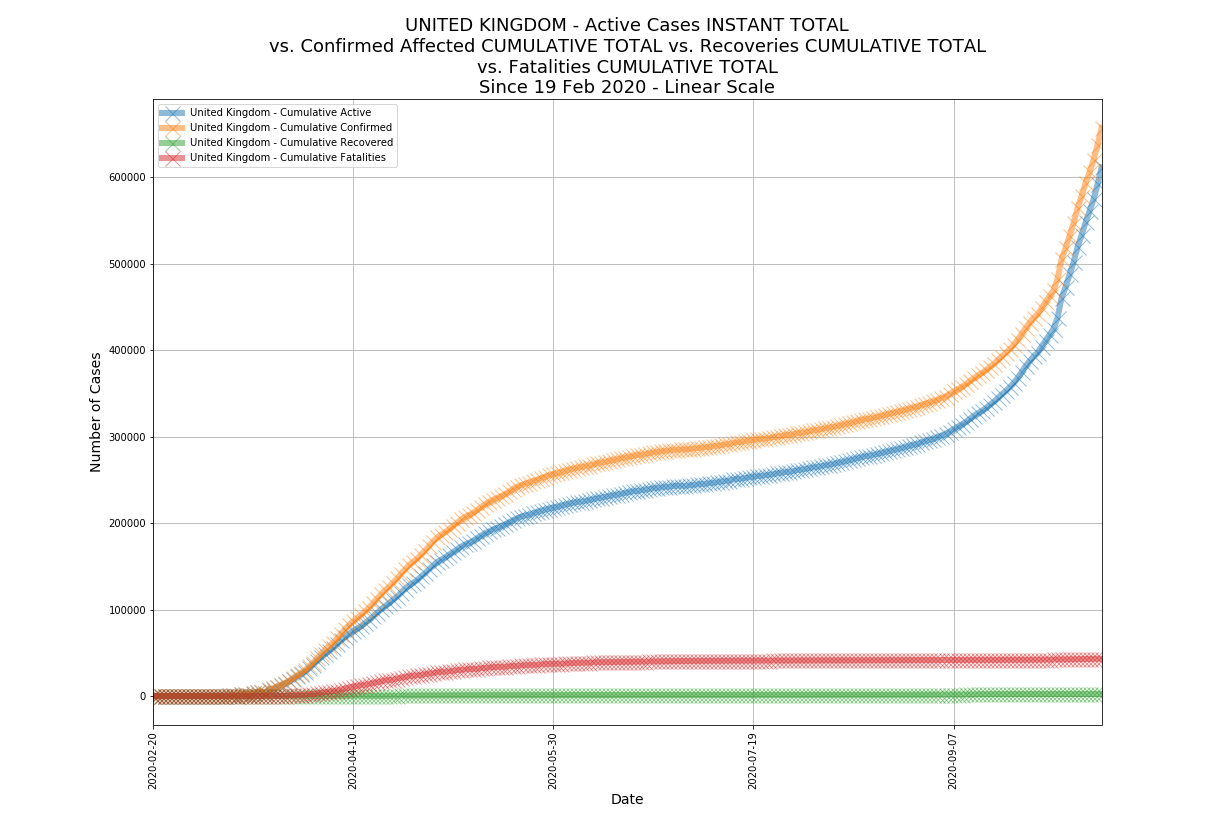 UNITED KINGDOM - Active Cases INSTANT TOTAL
vs. Confirmed Affected CUMULATIVE TOTAL vs. Recoveries CUMULATIVE TOTAL
vs. Fatalities CUMULATIVE TOTAL
Since 19 Feb 2020 - Linear Scale
United Kingdom - Cumulative Active
United Kingdom - Cumulative Confirmed
United Kingdom - Cumulative Recovered
United Kingdom - Cumulative Fatalities
Number of Cases
600000
500000
400000
300000
200000
100000
0
2020-02-20
2020-04-10
2020-05-30
2020-07-19
2020-09-07
Date